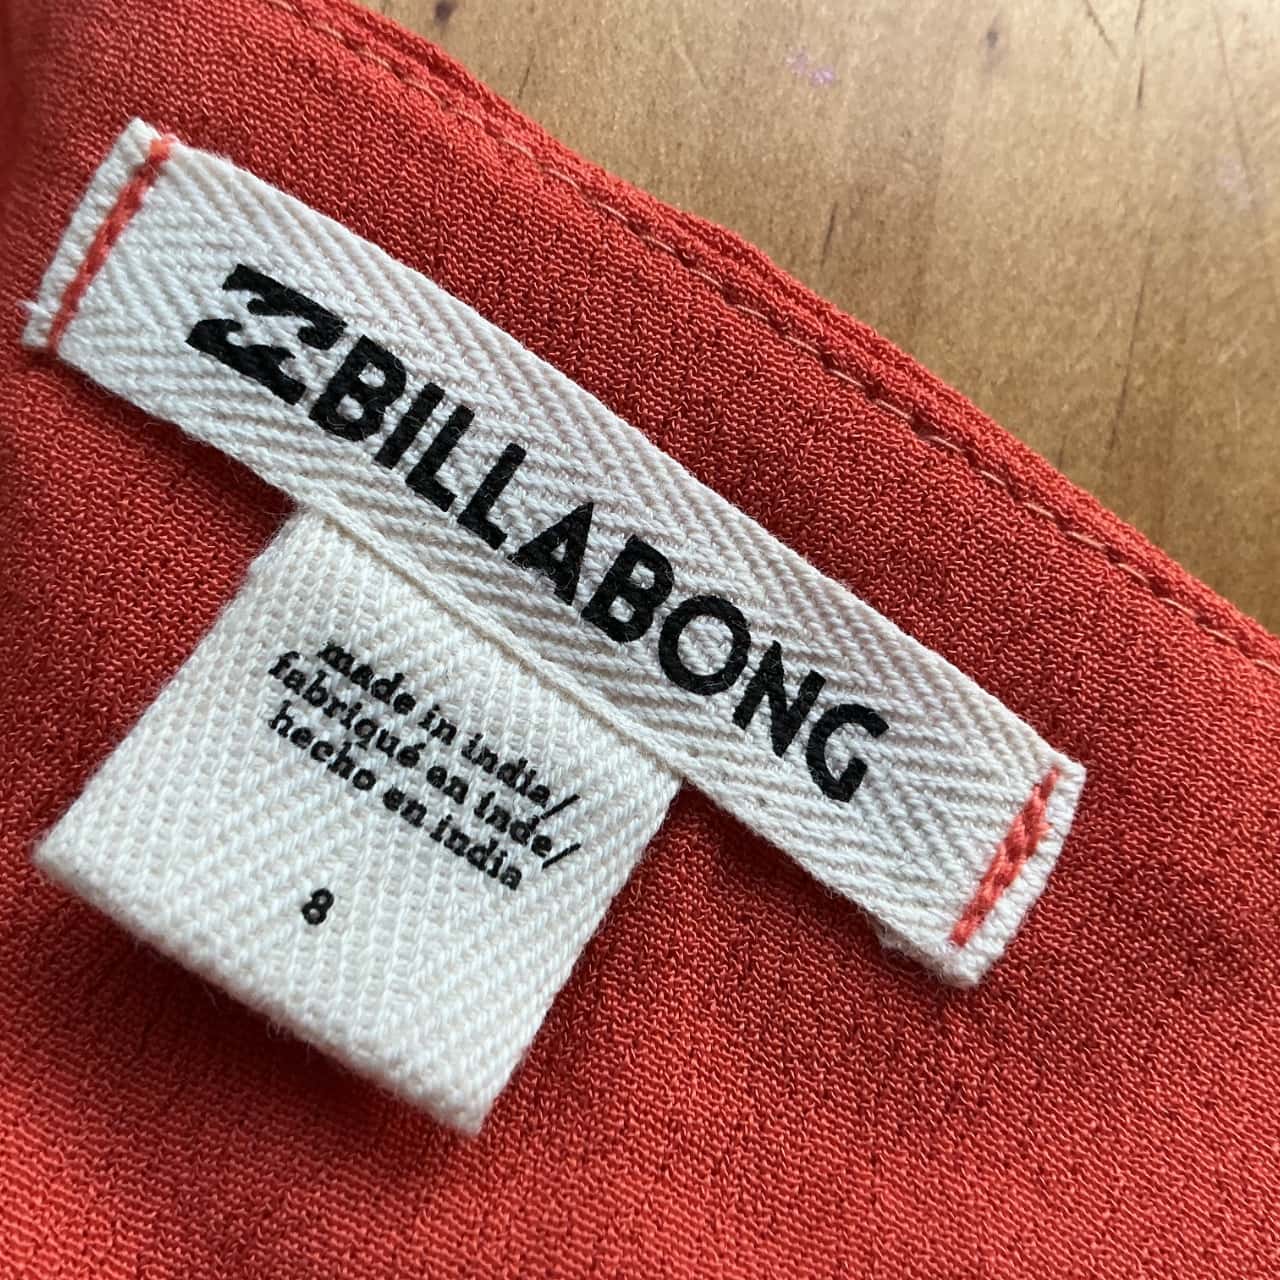 BILLABONG
made in india/
fabriqué en inde/
hecho en india
8